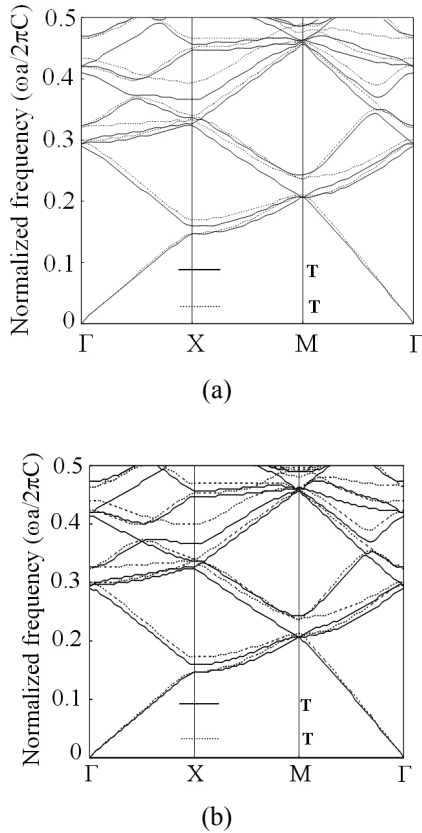 0.5
0.4
0.3
0.2
0.1
0
Normalized frequency (ωa/2πC)
T
T
Γ X M Γ
(a)
0.5
0.4
0.3
0.2
0.1
0
Normalized frequency (ωa/2πC)
T
T
Γ X M Γ
(b)